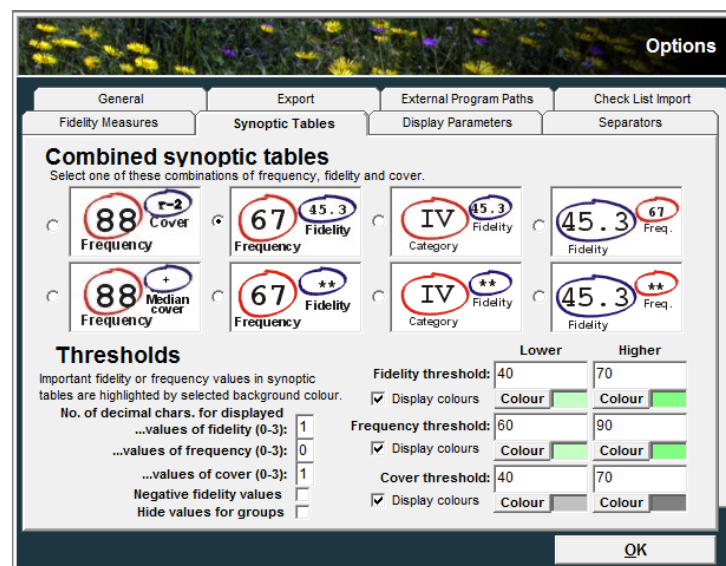 Options
General Export External Program Paths Check List Import
Fidelity Measures Synoptic Tables Display Parameters Separators
Combined synoptic tables
Select one of these combinations of frequency, fidelity and cover.
88 r-2 Cover Frequency
67 45.3 Fidelity Frequency
IV 45.3 Fidelity Category
45.3 67 Freq. Fidelity
88 + Median cover Frequency
67 ** Fidelity Frequency
IV ** Fidelity Category
45.3 ** Freq. Fidelity
Thresholds
Important fidelity or frequency values in synoptic
tables are highlighted by selected background colour.
No. of decimal chars. for displayed
...values of fidelity (0-3): 1
...values of frequency (0-3): 0
...values of cover (0-3): 1
Negative fidelity values
Hide values for groups
Lower Higher
Fidelity threshold: 40 70
Display colours Colour Colour
Frequency threshold: 60 90
Display colours Colour Colour
Cover threshold: 40 70
Display colours Colour Colour
OK